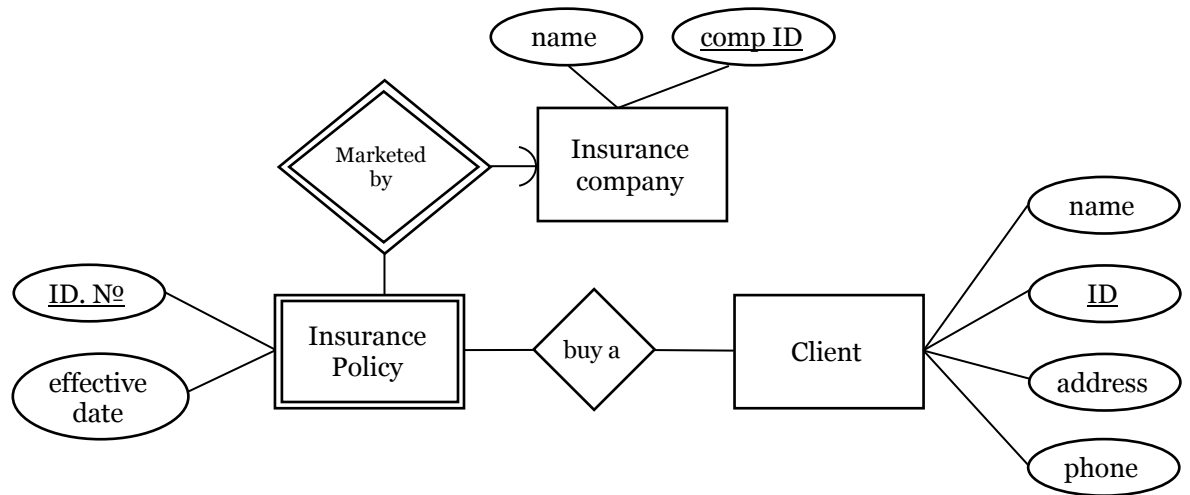 name
comp ID
Marketed
by
Insurance
company
name
ID. Nº
ID
Insurance
Policy
buy a
Client
effective
date
address
phone